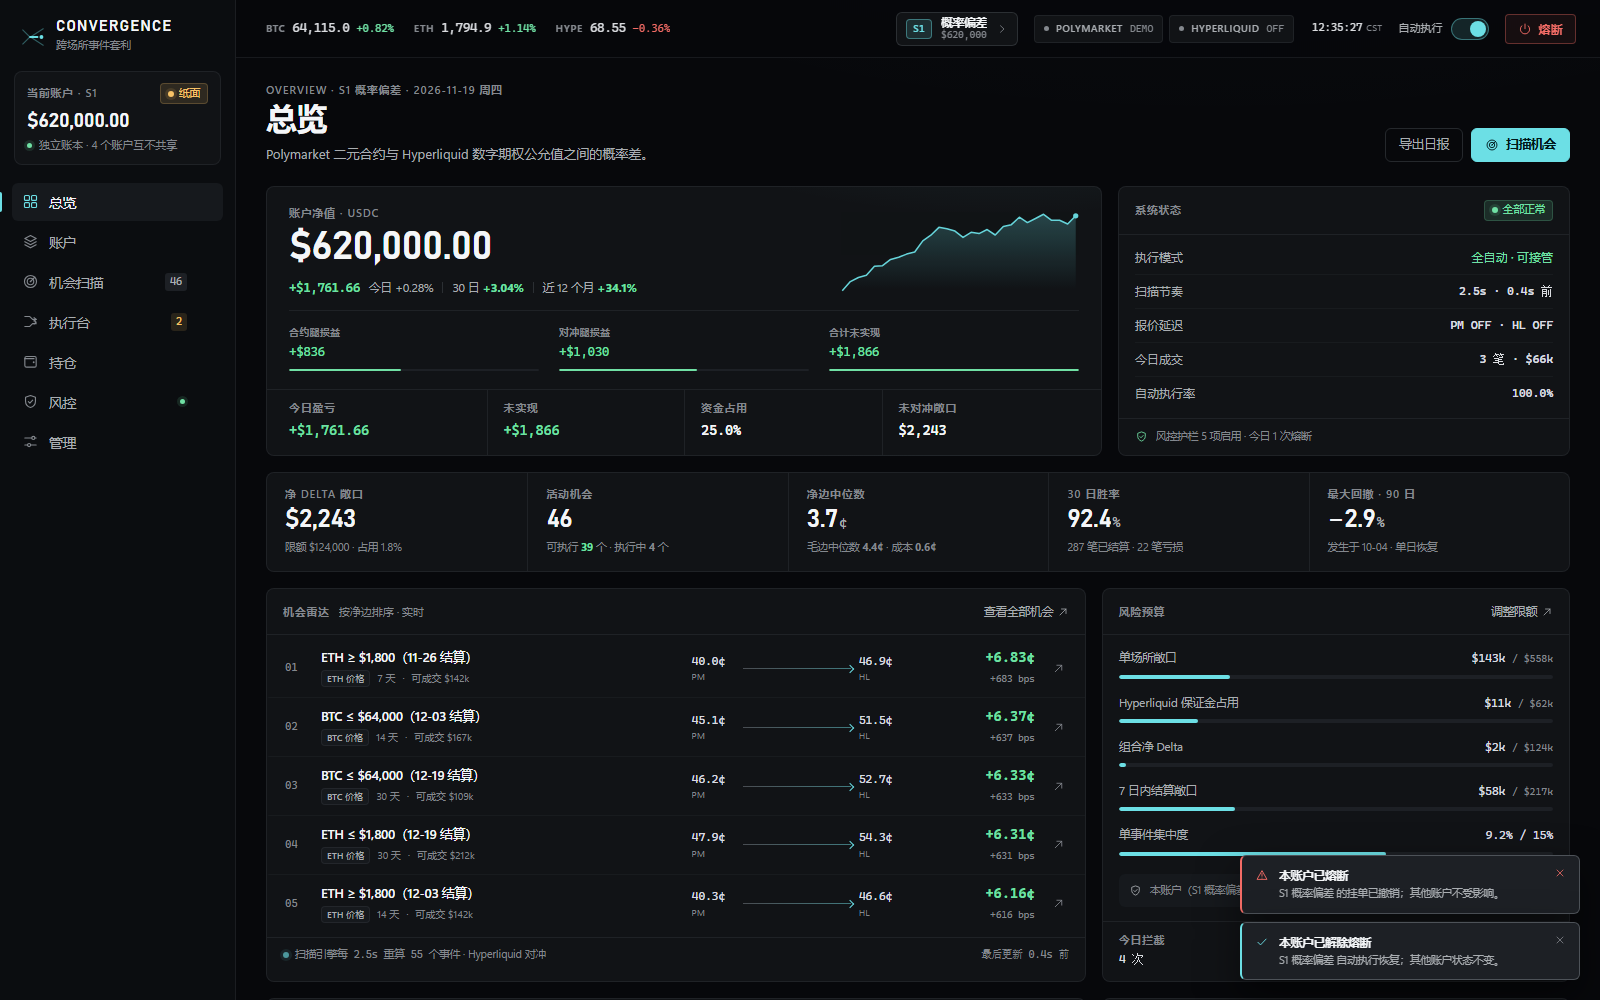 CONVERGENCE
跨场所事件套利
BTC 64,115.0 +0.82% ETH 1,794.9 +1.14% HYPE 68.55 −0.36%
S1 概率偏差 $620,000
POLYMARKET DEMO
HYPERLIQUID OFF
12:35:27 CST
自动执行
熔断
当前账户 · S1
纸面
$620,000.00
独立账本 · 4 个账户互不共享
总览
账户
机会扫描 46
执行台 2
持仓
风控
管理
OVERVIEW · S1 概率偏差 · 2026-11-19 周四
总览
Polymarket 二元合约与 Hyperliquid 数字期权公允值之间的概率差。
导出日报
扫描机会
账户净值 · USDC
$620,000.00
+$1,761.66 今日 +0.28% 30 日 +3.04% 近 12 个月 +34.1%
合约腿损益 对冲腿损益 合计未实现
+$836 +$1,030 +$1,866
今日盈亏 未实现 资金占用 未对冲敞口
+$1,761.66 +$1,866 25.0% $2,243
系统状态 全部正常
执行模式 全自动 · 可接管
扫描节奏 2.5s · 0.4s 前
报价延迟 PM OFF · HL OFF
今日成交 3 笔 · $66k
自动执行率 100.0%
风控护栏 5 项启用 · 今日 1 次熔断
净 DELTA 敞口 活动机会 净边中位数 30 日胜率 最大回撤 · 90 日
$2,243 46 3.7¢ 92.4% −2.9%
限额 $124,000 · 占用 1.8% 可执行 39 个 · 执行中 4 个 毛边中位数 4.4¢ · 成本 0.6¢ 287 笔已结算 · 22 笔亏损 发生于 10-04 · 单日恢复
机会雷达 按净边排序 · 实时 查看全部机会
01 ETH ≥ $1,800（11-26 结算） 40.0¢ 46.9¢ +6.83¢
ETH 价格 7 天 · 可成交 $142k PM HL +683 bps
02 BTC ≤ $64,000（12-03 结算） 45.1¢ 51.5¢ +6.37¢
BTC 价格 14 天 · 可成交 $167k PM HL +637 bps
03 BTC ≤ $64,000（12-19 结算） 46.2¢ 52.7¢ +6.33¢
BTC 价格 30 天 · 可成交 $109k PM HL +633 bps
04 ETH ≤ $1,800（12-19 结算） 47.9¢ 54.3¢ +6.31¢
ETH 价格 30 天 · 可成交 $212k PM HL +631 bps
05 ETH ≥ $1,800（12-03 结算） 40.3¢ 46.6¢ +6.16¢
ETH 价格 14 天 · 可成交 $142k PM HL +616 bps
扫描引擎每 2.5s 重算 55 个事件 · Hyperliquid 对冲 最后更新 0.4s 前
风险预算 调整限额
单场所敞口 $143k / $558k
Hyperliquid 保证金占用 $11k / $62k
组合净 Delta $2k / $124k
7 日内结算敞口 $58k / $217k
单事件集中度 9.2% / 15%
本账户（S1 概率偏
今日拦截
4 次
本账户已熔断
S1 概率偏差 的挂单已撤销；其他账户不受影响。
本账户已解除熔断
S1 概率偏差 自动执行恢复；其他账户状态不变。